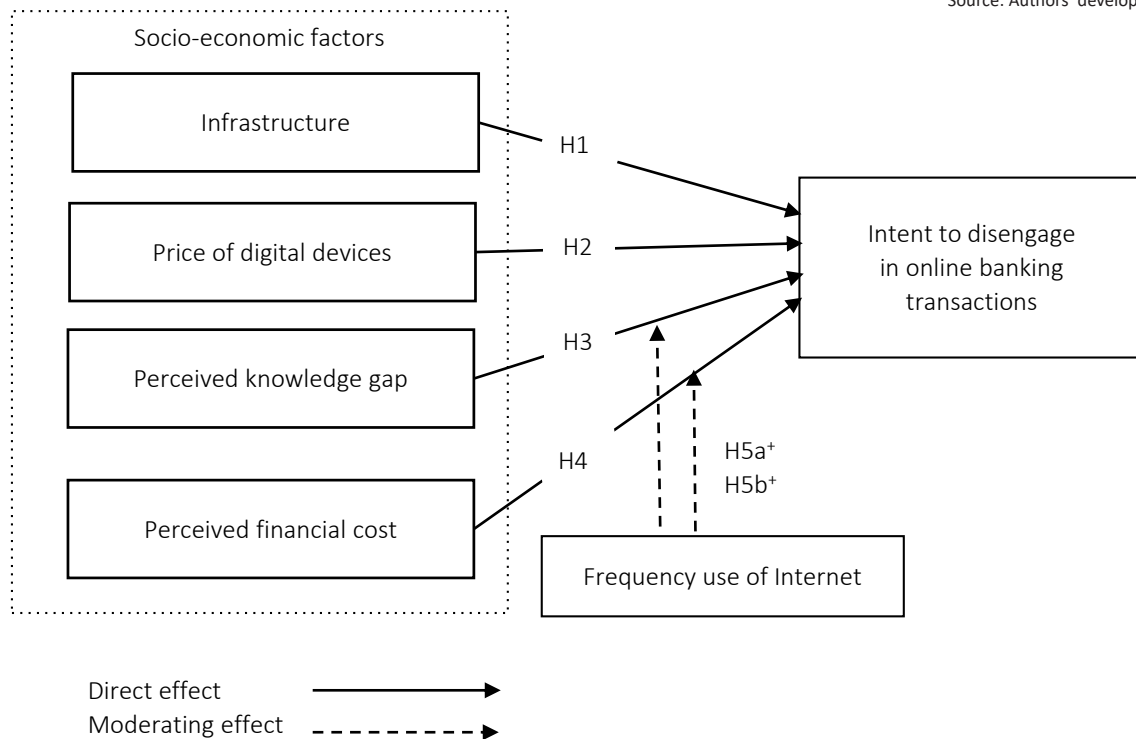 Source: Authors' develop
Socio-economic factors
Infrastructure
H1
Price of digital devices
H2
Intent to disengage
in online banking
transactions
Perceived knowledge gap
H3
Perceived financial cost
H4
H5a⁺
H5b⁺
Frequency use of Internet
Direct effect
Moderating effect